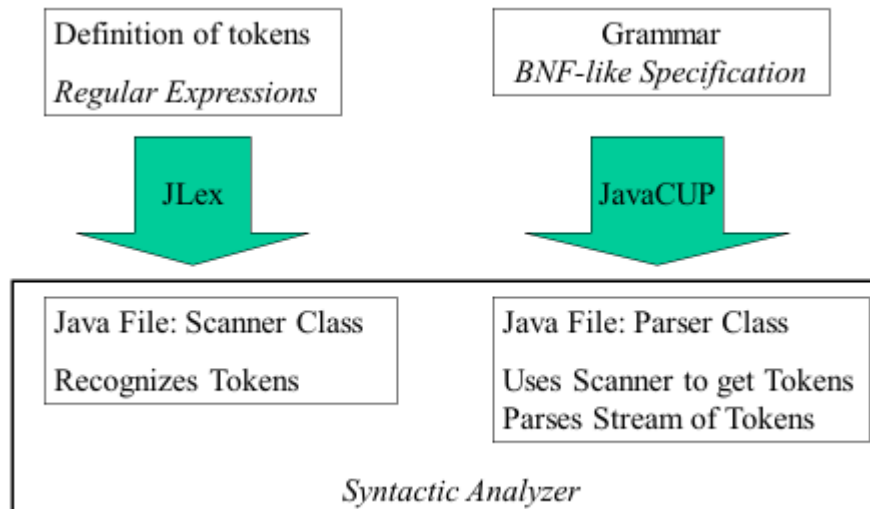 Definition of tokens
Regular Expressions
Grammar
BNF-like Specification
JLex
JavaCUP
Java File: Scanner Class
Recognizes Tokens
Java File: Parser Class
Uses Scanner to get Tokens
Parses Stream of Tokens
Syntactic Analyzer